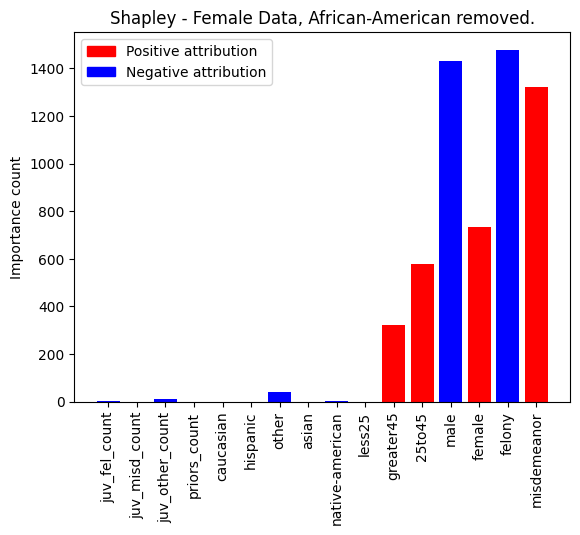 Shapley - Female Data, African-American removed.
Positive attribution
Negative attribution
Importance count
1400
1200
1000
800
600
400
200
0
juv_fel_count
juv_misd_count
juv_other_count
priors_count
caucasian
hispanic
other
asian
native-american
less25
greater45
25to45
male
female
felony
misdemeanor